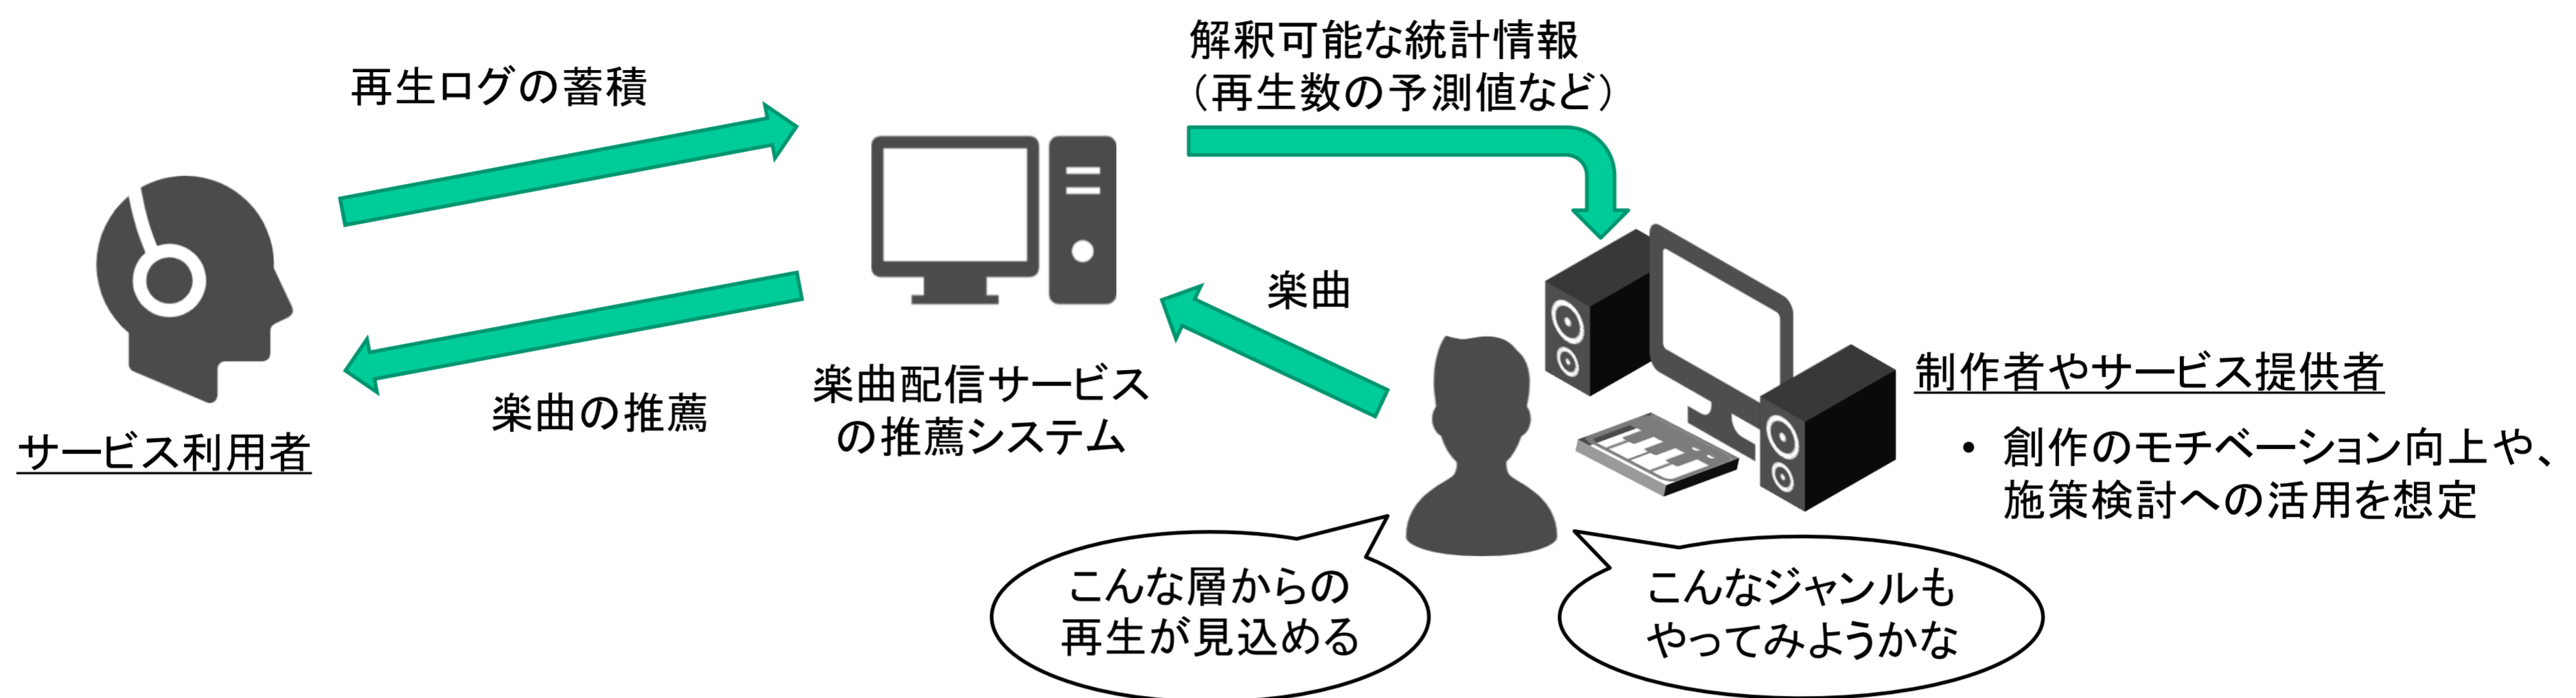 再生ログの蓄積
解釈可能な統計情報
（再生数の予測値など）
楽曲
楽曲の推薦
サービス利用者
楽曲配信サービス
の推薦システム
制作者やサービス提供者
• 創作のモチベーション向上や、
施策検討への活用を想定
こんな層からの
再生が見込める
こんなジャンルも
やってみようかな